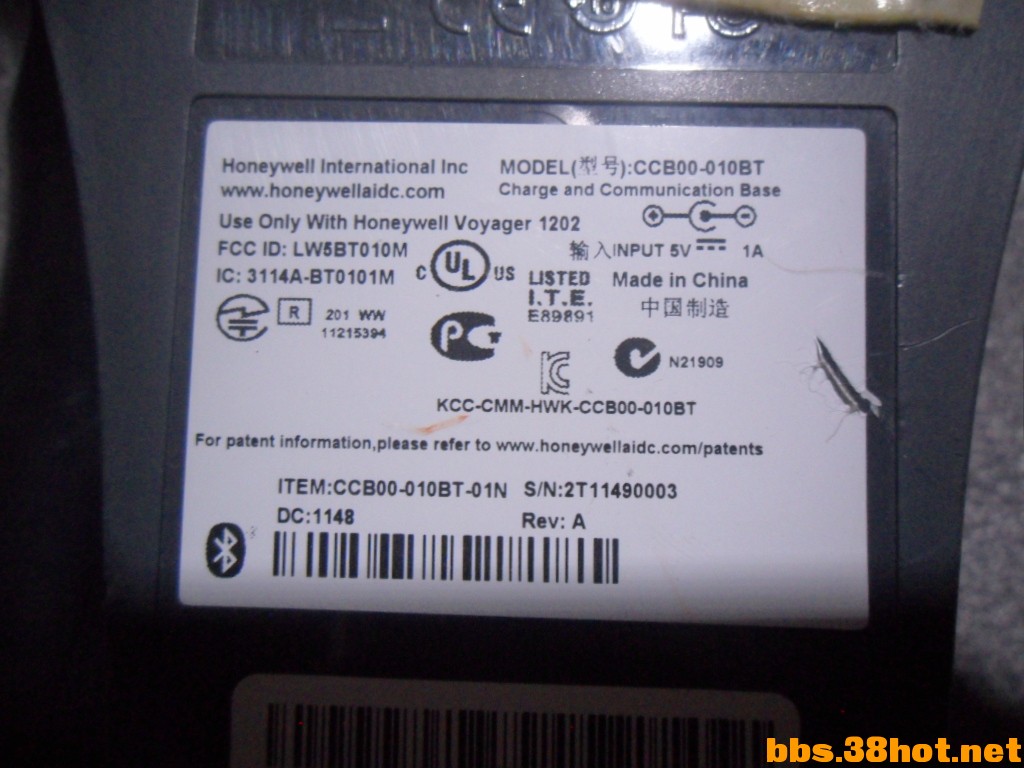 Honeywell International Inc
www.honeywellaidc.com
MODEL(型号):CCB00-010BT
Charge and Communication Base
Use Only With Honeywell Voyager 1202
FCC ID: LW5BT010M
IC: 3114A-BT0101M
输入INPUT 5V 1A
C UL US LISTED
I.T.E.
E89891
Made in China
中国制造
R 201 WW
11215394
N21909
KCC-CMM-HWK-CCB00-010BT
For patent information,please refer to www.honeywellaidc.com/patents
ITEM:CCB00-010BT-01N S/N:2T11490003
DC:1148 Rev: A
bbs.38hot.net